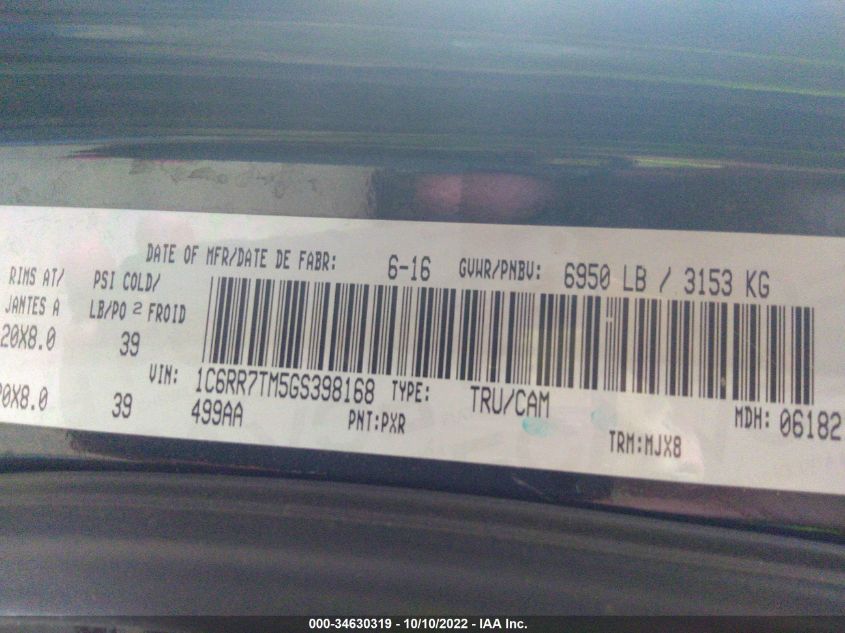 DATE OF MFR/DATE DE FABR: 6-16 GVWR/PNBV: 6950 LB / 3153 KG
RIMS AT/ PSI COLD/
JANTES A LB/PO 2 FROID
20X8.0 39
VIN: 1C6RR7TM5GS398168 TYPE: TRU/CAM MDH: 06182
20X8.0 39 499AA PNT:PXR TRM:MJX8
000-34630319 - 10/10/2022 - IAA Inc.